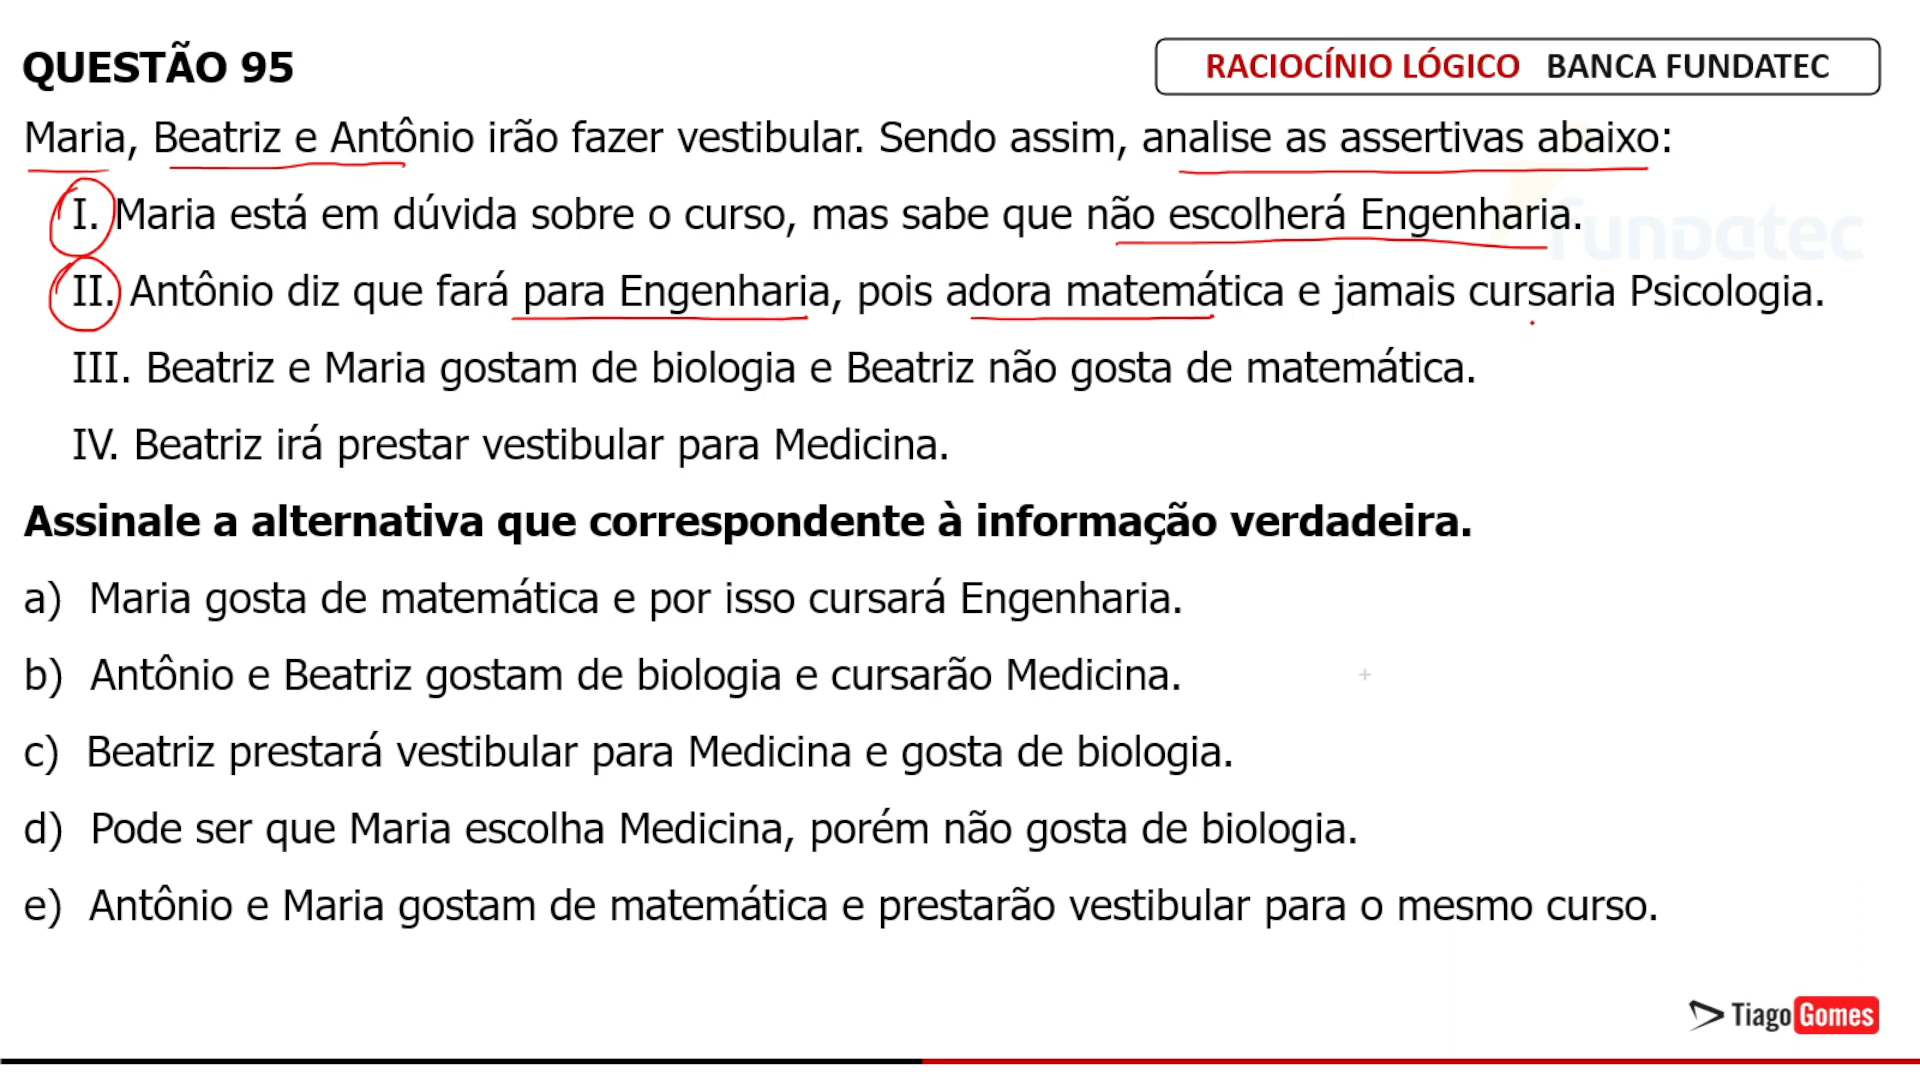 QUESTÃO 95
RACIOCÍNIO LÓGICO BANCA FUNDATEC
Maria, Beatriz e Antônio irão fazer vestibular. Sendo assim, analise as assertivas abaixo:
I. Maria está em dúvida sobre o curso, mas sabe que não escolherá Engenharia.
fundatec
II. Antônio diz que fará para Engenharia, pois adora matemática e jamais cursaria Psicologia.
III. Beatriz e Maria gostam de biologia e Beatriz não gosta de matemática.
IV. Beatriz irá prestar vestibular para Medicina.
Assinale a alternativa que correspondente à informação verdadeira.
a) Maria gosta de matemática e por isso cursará Engenharia.
b) Antônio e Beatriz gostam de biologia e cursarão Medicina.
c) Beatriz prestará vestibular para Medicina e gosta de biologia.
d) Pode ser que Maria escolha Medicina, porém não gosta de biologia.
e) Antônio e Maria gostam de matemática e prestarão vestibular para o mesmo curso.
Tiago Gomes